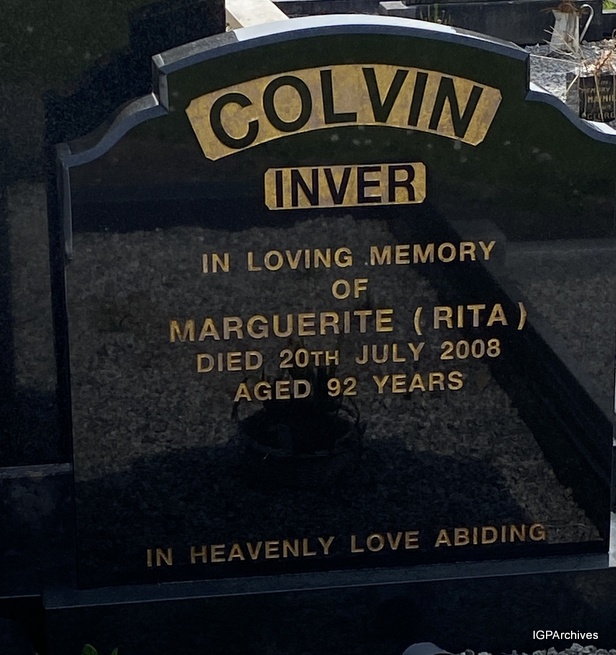 COLVIN
INVER
IN LOVING MEMORY
OF
MARGUERITE (RITA)
DIED 20TH JULY 2008
AGED 92 YEARS
IN HEAVENLY LOVE ABIDING
IGPArchives